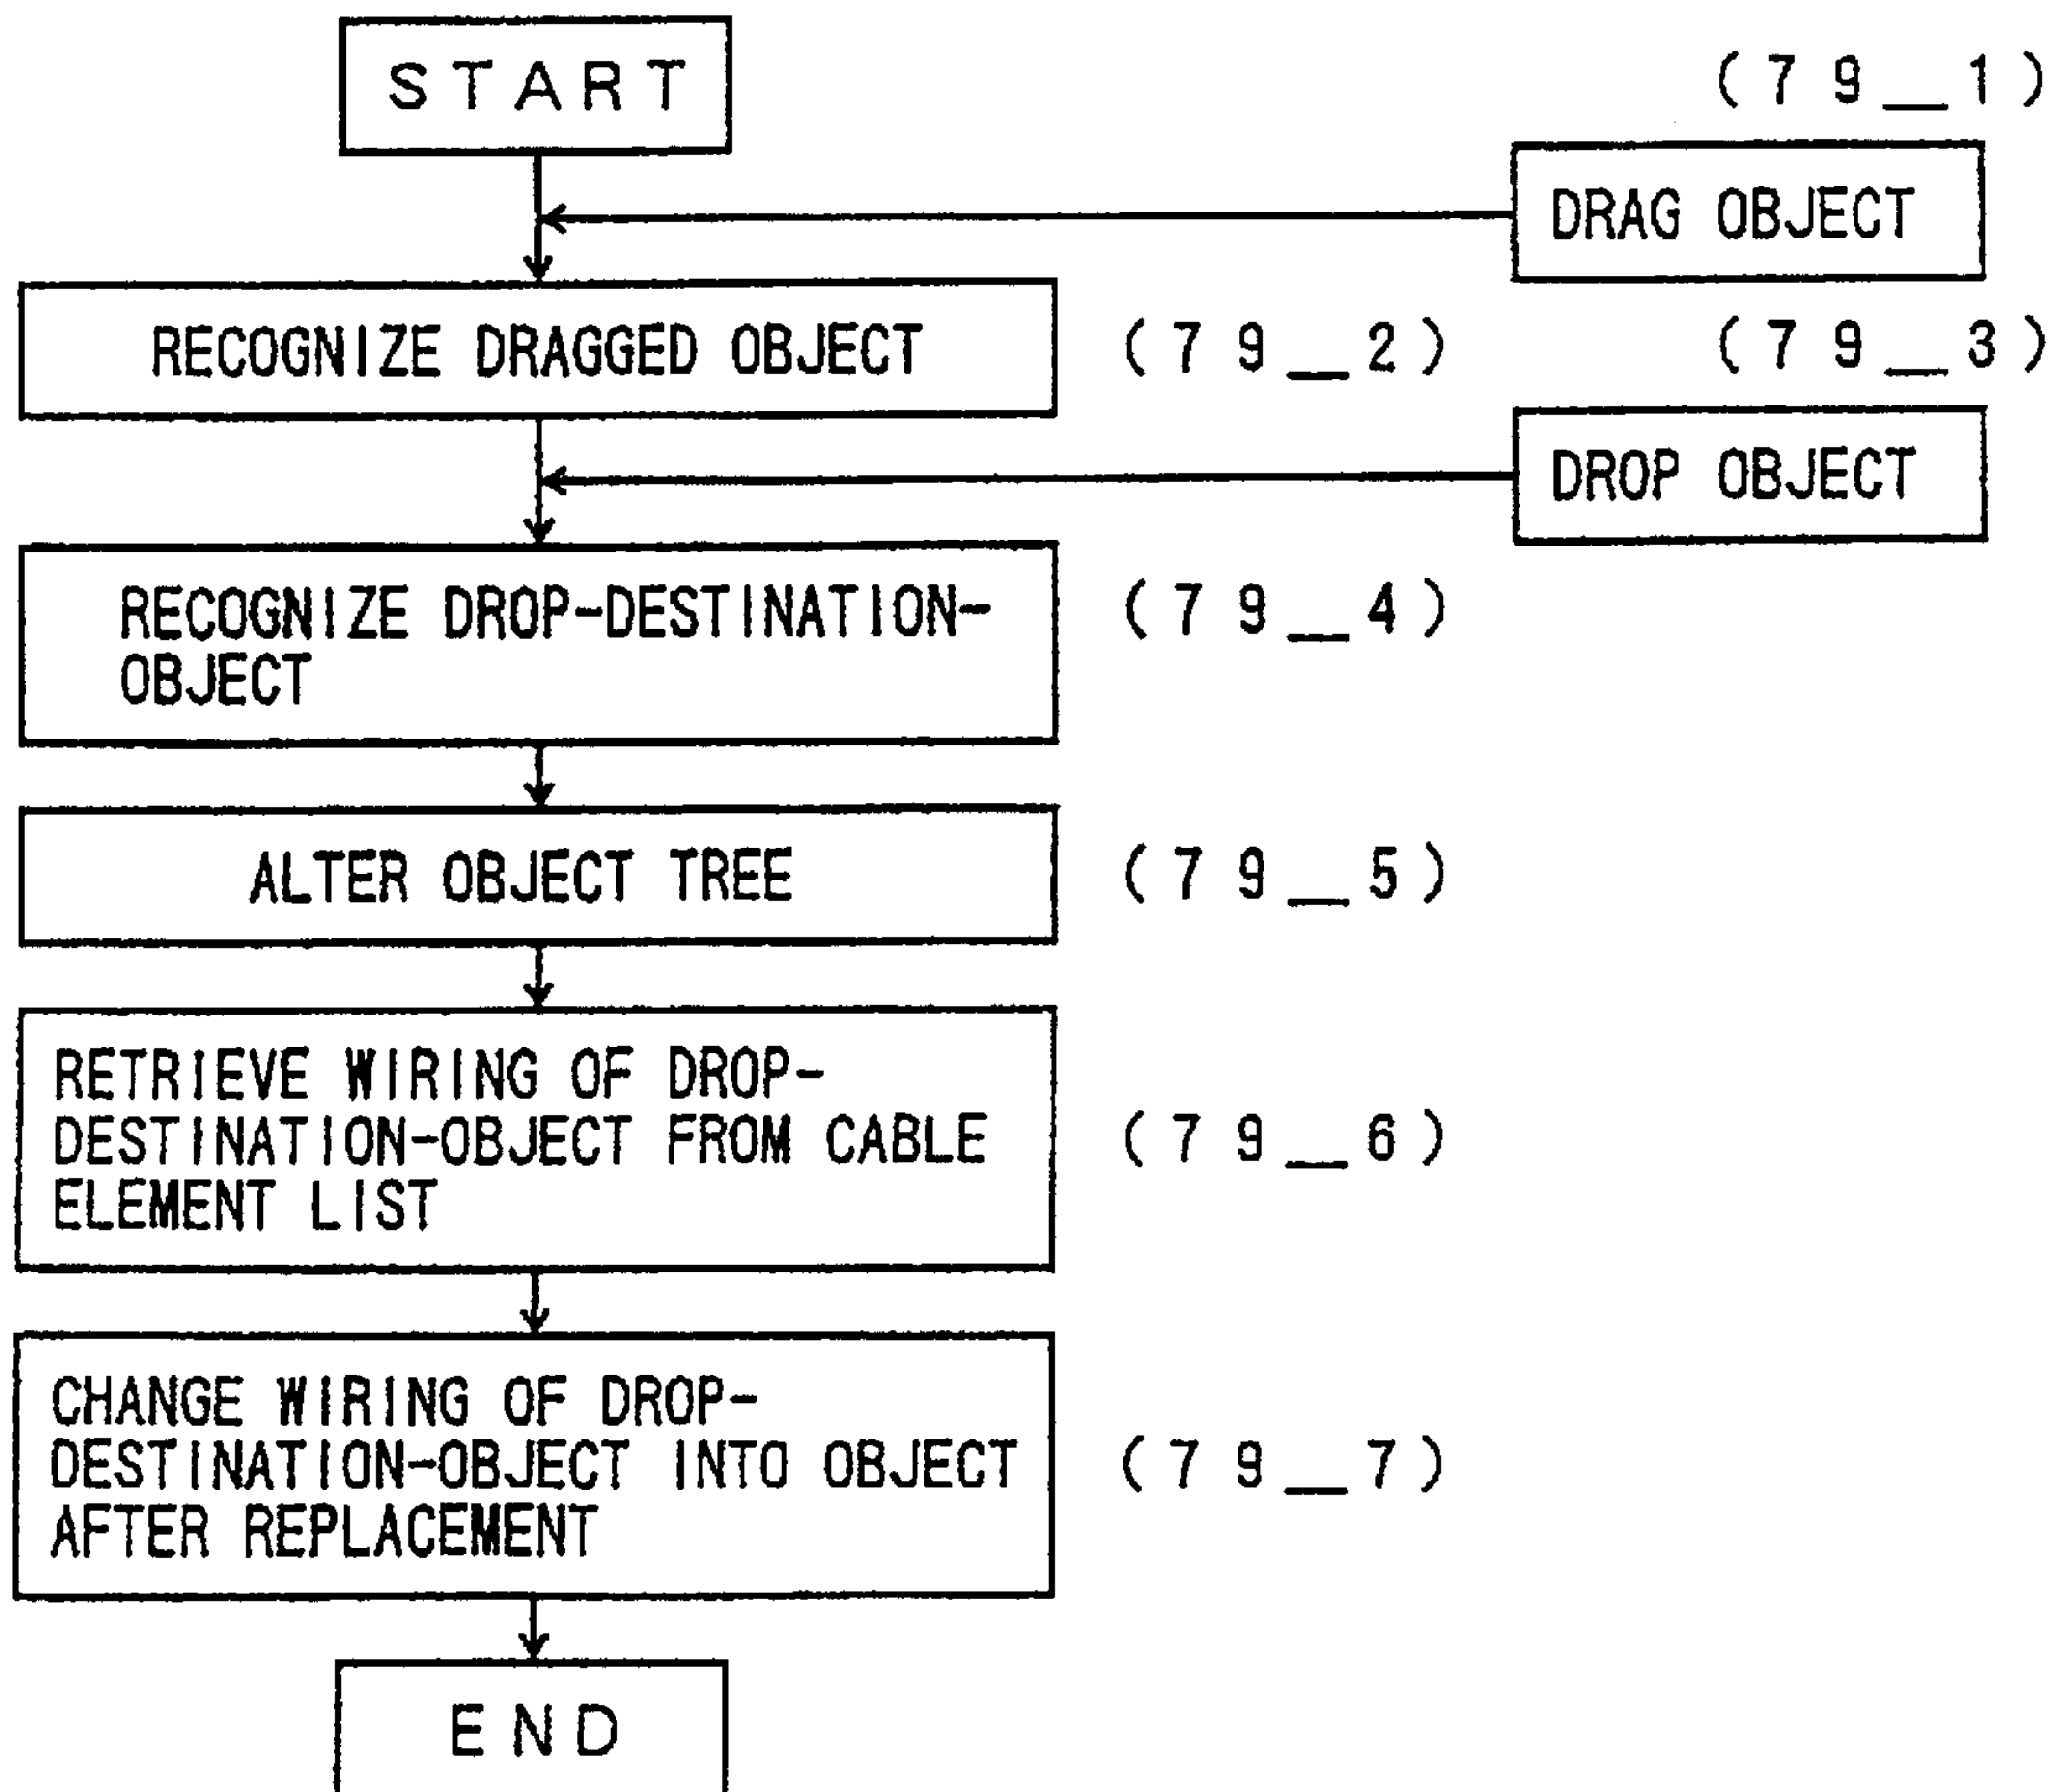 START
(79_1)
DRAG OBJECT
RECOGNIZE DRAGGED OBJECT
(79_2)
(79_3)
DROP OBJECT
RECOGNIZE DROP-DESTINATION-
OBJECT
(79_4)
ALTER OBJECT TREE
(79_5)
RETRIEVE WIRING OF DROP-
DESTINATION-OBJECT FROM CABLE
ELEMENT LIST
(79_6)
CHANGE WIRING OF DROP-
DESTINATION-OBJECT INTO OBJECT
AFTER REPLACEMENT
(79_7)
END